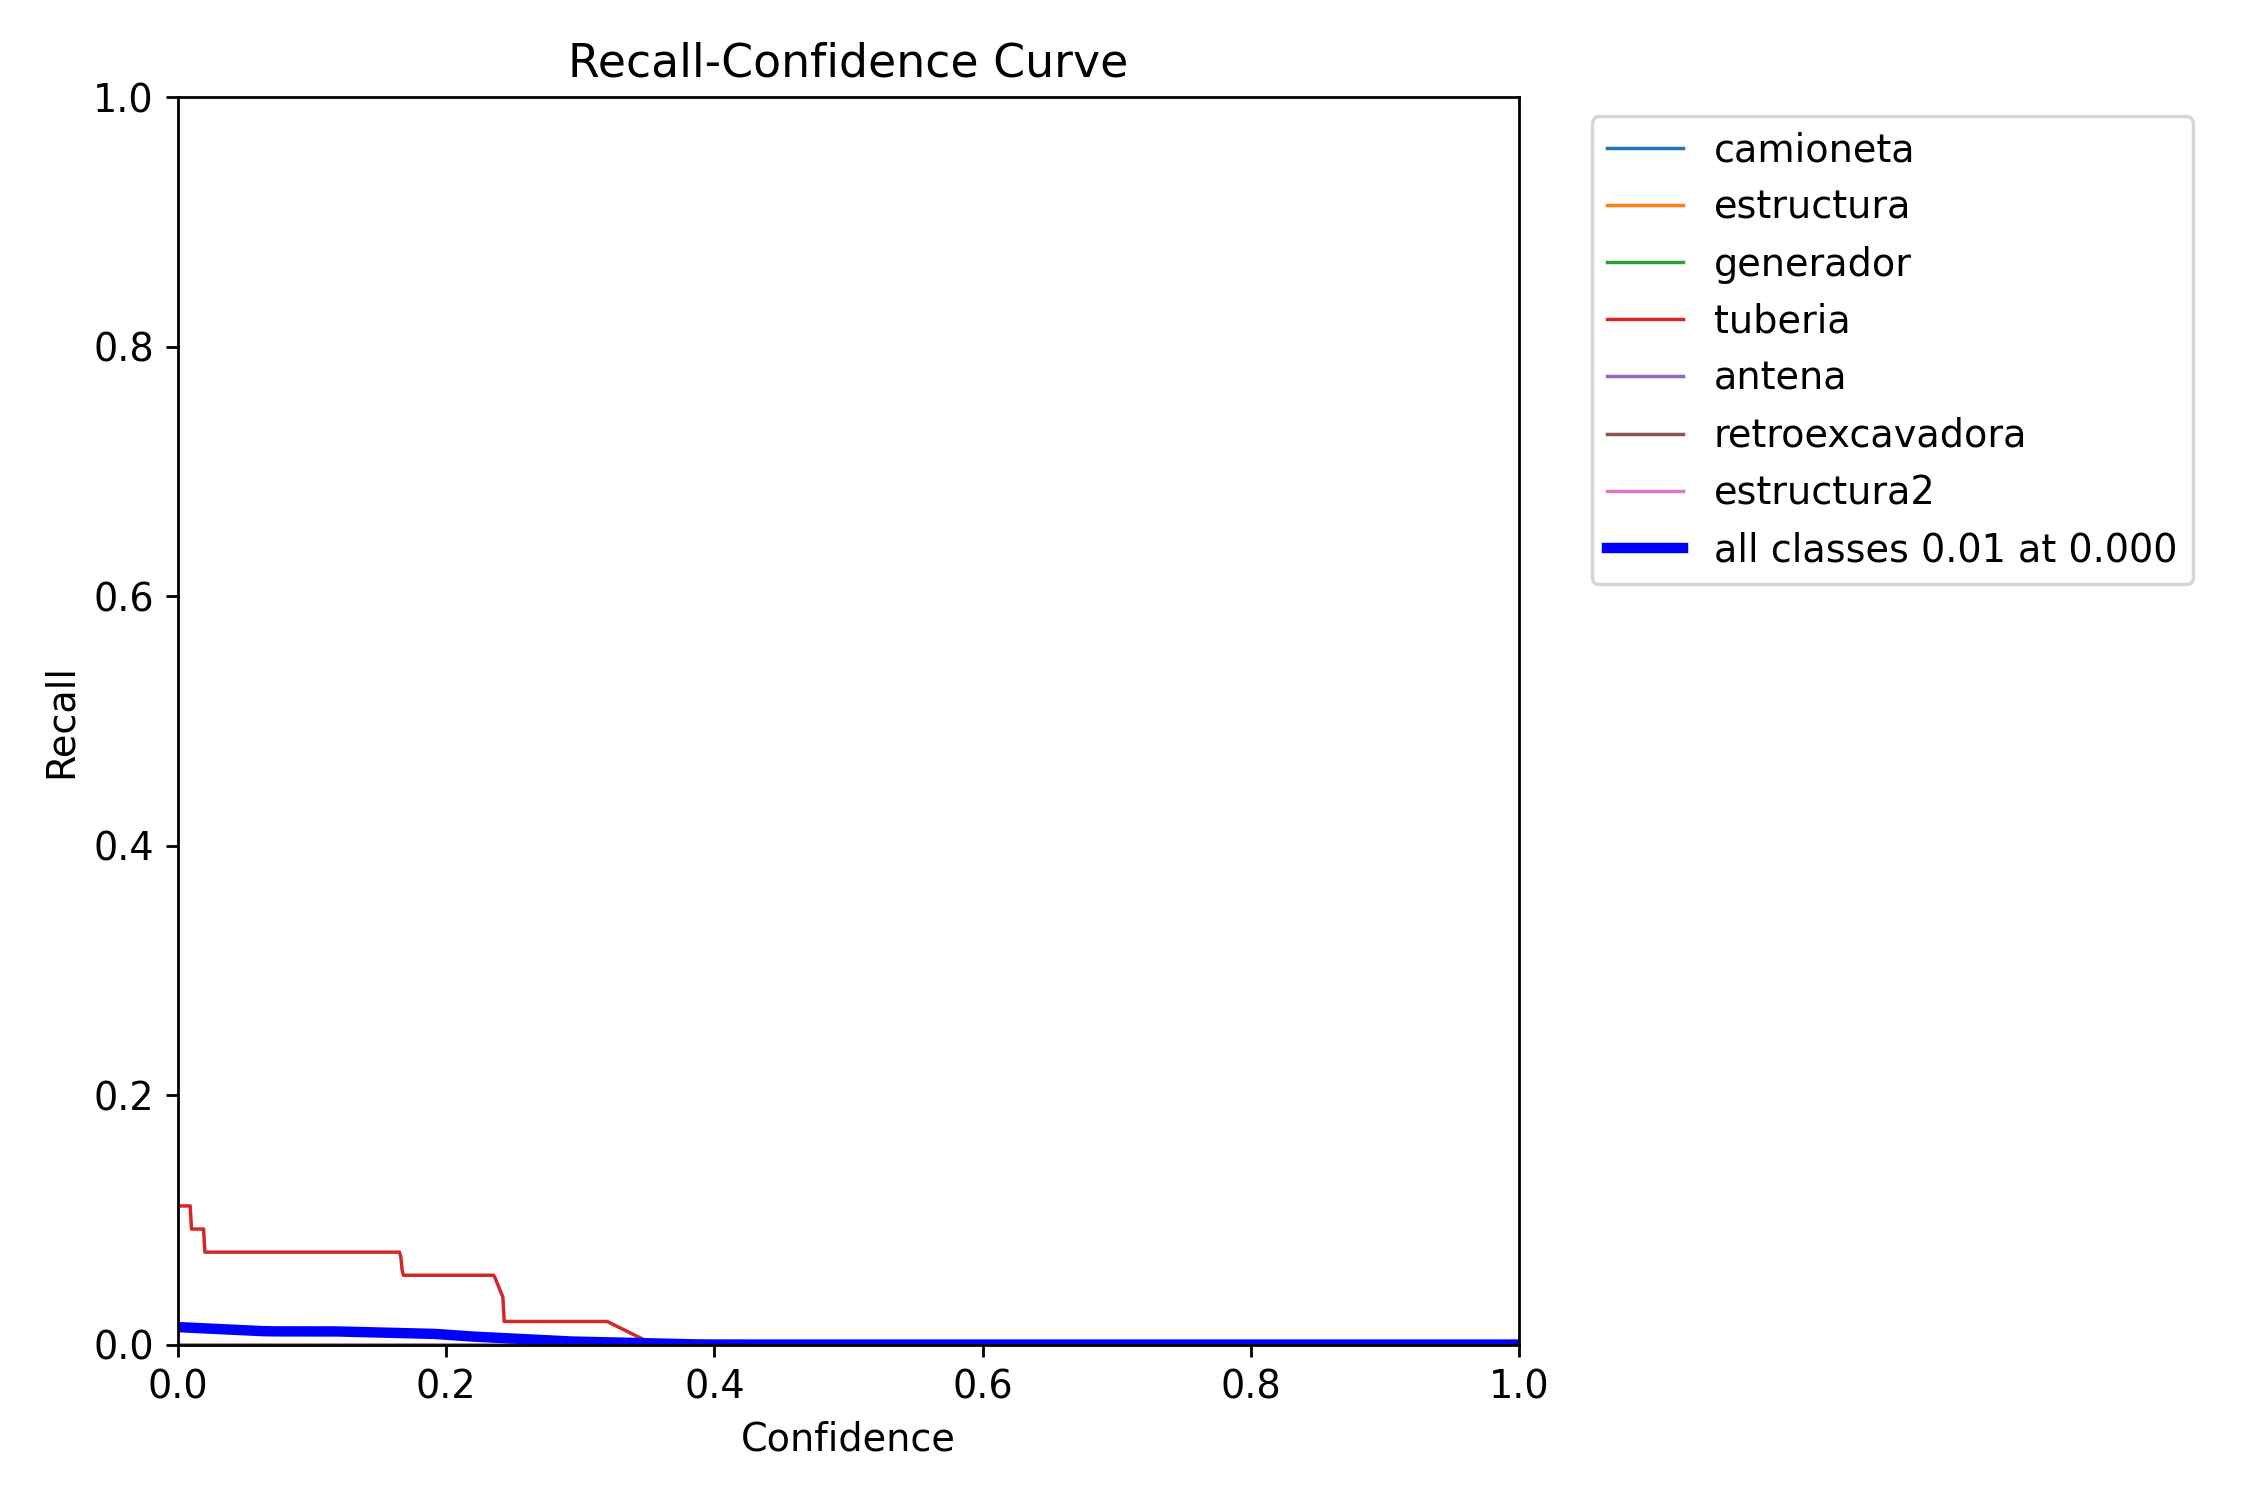 Recall-Confidence Curve
1.0
0.8
0.6
0.4
0.2
0.0
Recall
0.0 0.2 0.4 0.6 0.8 1.0
Confidence
camioneta
estructura
generador
tuberia
antena
retroexcavadora
estructura2
all classes 0.01 at 0.000